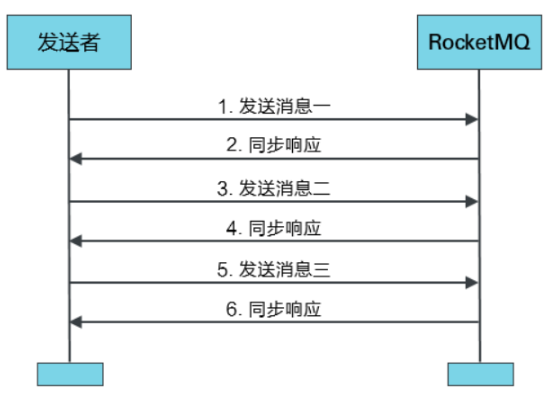 发送者
RocketMQ
1. 发送消息一
2. 同步响应
3. 发送消息二
4. 同步响应
5. 发送消息三
6. 同步响应